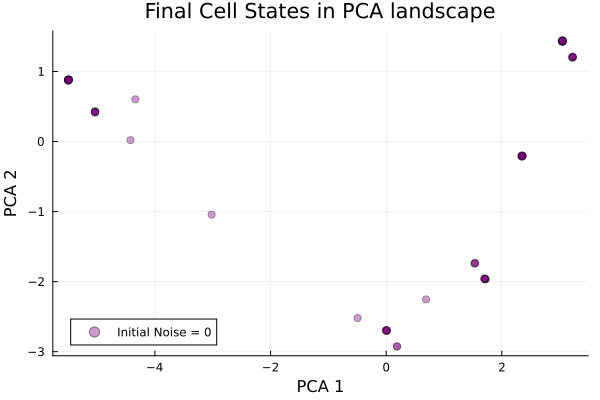 Final Cell States in PCA landscape
PCA 2
1
0
−1
−2
−3
Initial Noise = 0
−4
−2
0
2
PCA 1